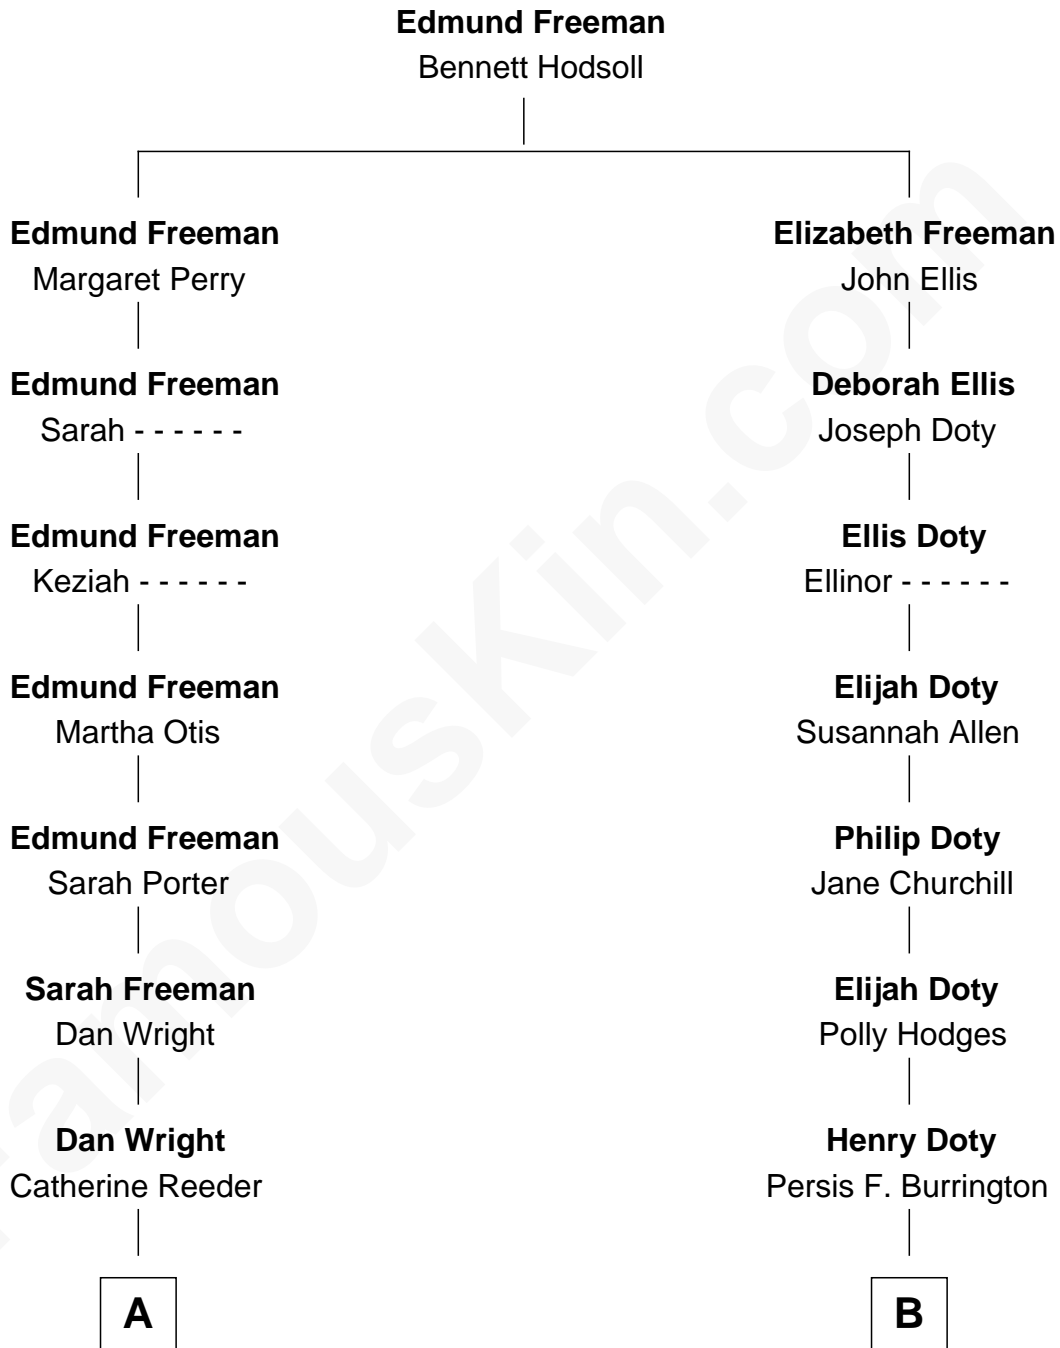 Edmund Freeman
Bennett Hodsoll
Edmund Freeman
Margaret Perry
Elizabeth Freeman
John Ellis
Edmund Freeman
Sarah - - - - - -
Deborah Ellis
Joseph Doty
Edmund Freeman
Keziah - - - - - -
Ellis Doty
Ellinor - - - - - -
Edmund Freeman
Martha Otis
Elijah Doty
Susannah Allen
Edmund Freeman
Sarah Porter
Philip Doty
Jane Churchill
Sarah Freeman
Dan Wright
Elijah Doty
Polly Hodges
Dan Wright
Catherine Reeder
Henry Doty
Persis F. Burrington
A
B
FamousKin.com